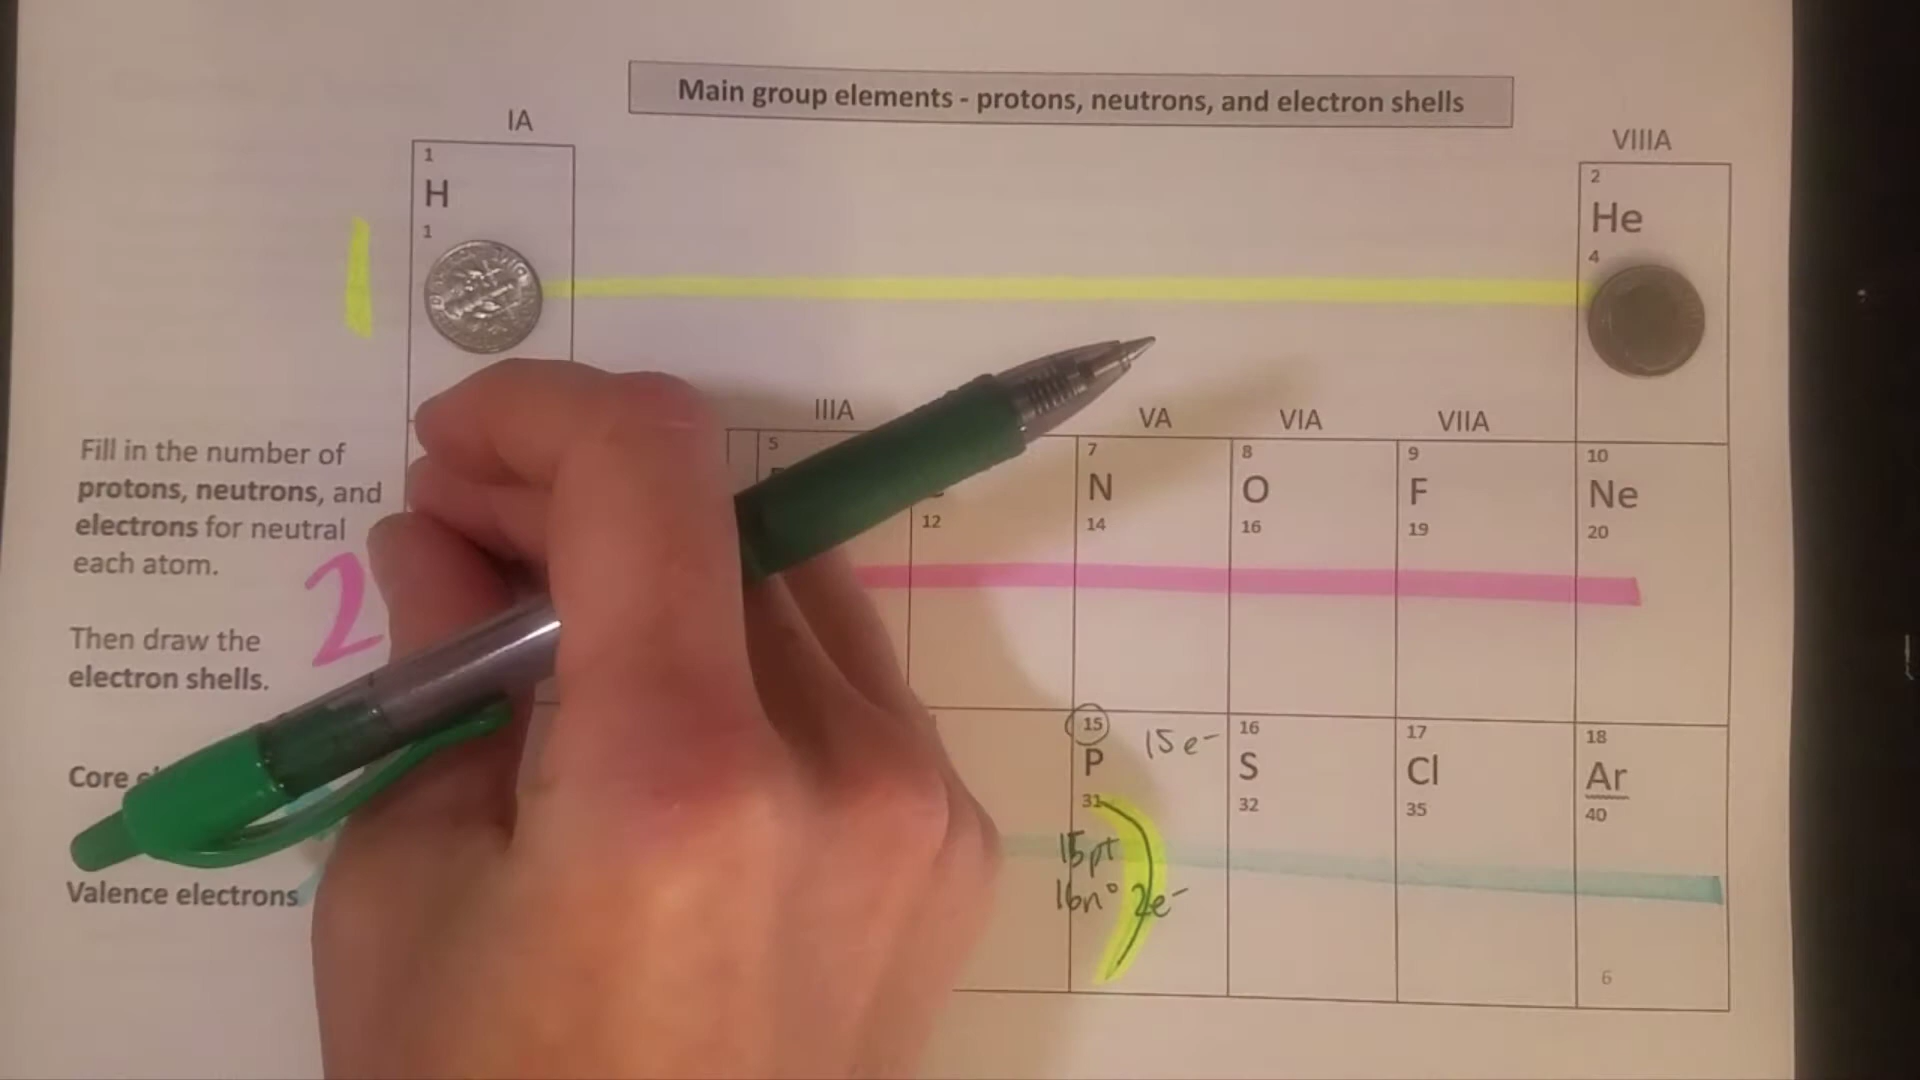 Main group elements - protons, neutrons, and electron shells
IA
VIIIA
1
H
1
2
He
4
1
IIIA
VA
VIA
VIIA
Fill in the number of
protons, neutrons, and
electrons for neutral
each atom.
Then draw the
electron shells.
2
5
12
7
N
14
8
O
16
9
F
19
10
Ne
20
Core
Valence electrons
15
P
31
15e-
15p+
16n° 2e-
16
S
32
17
Cl
35
18
Ar
40
6